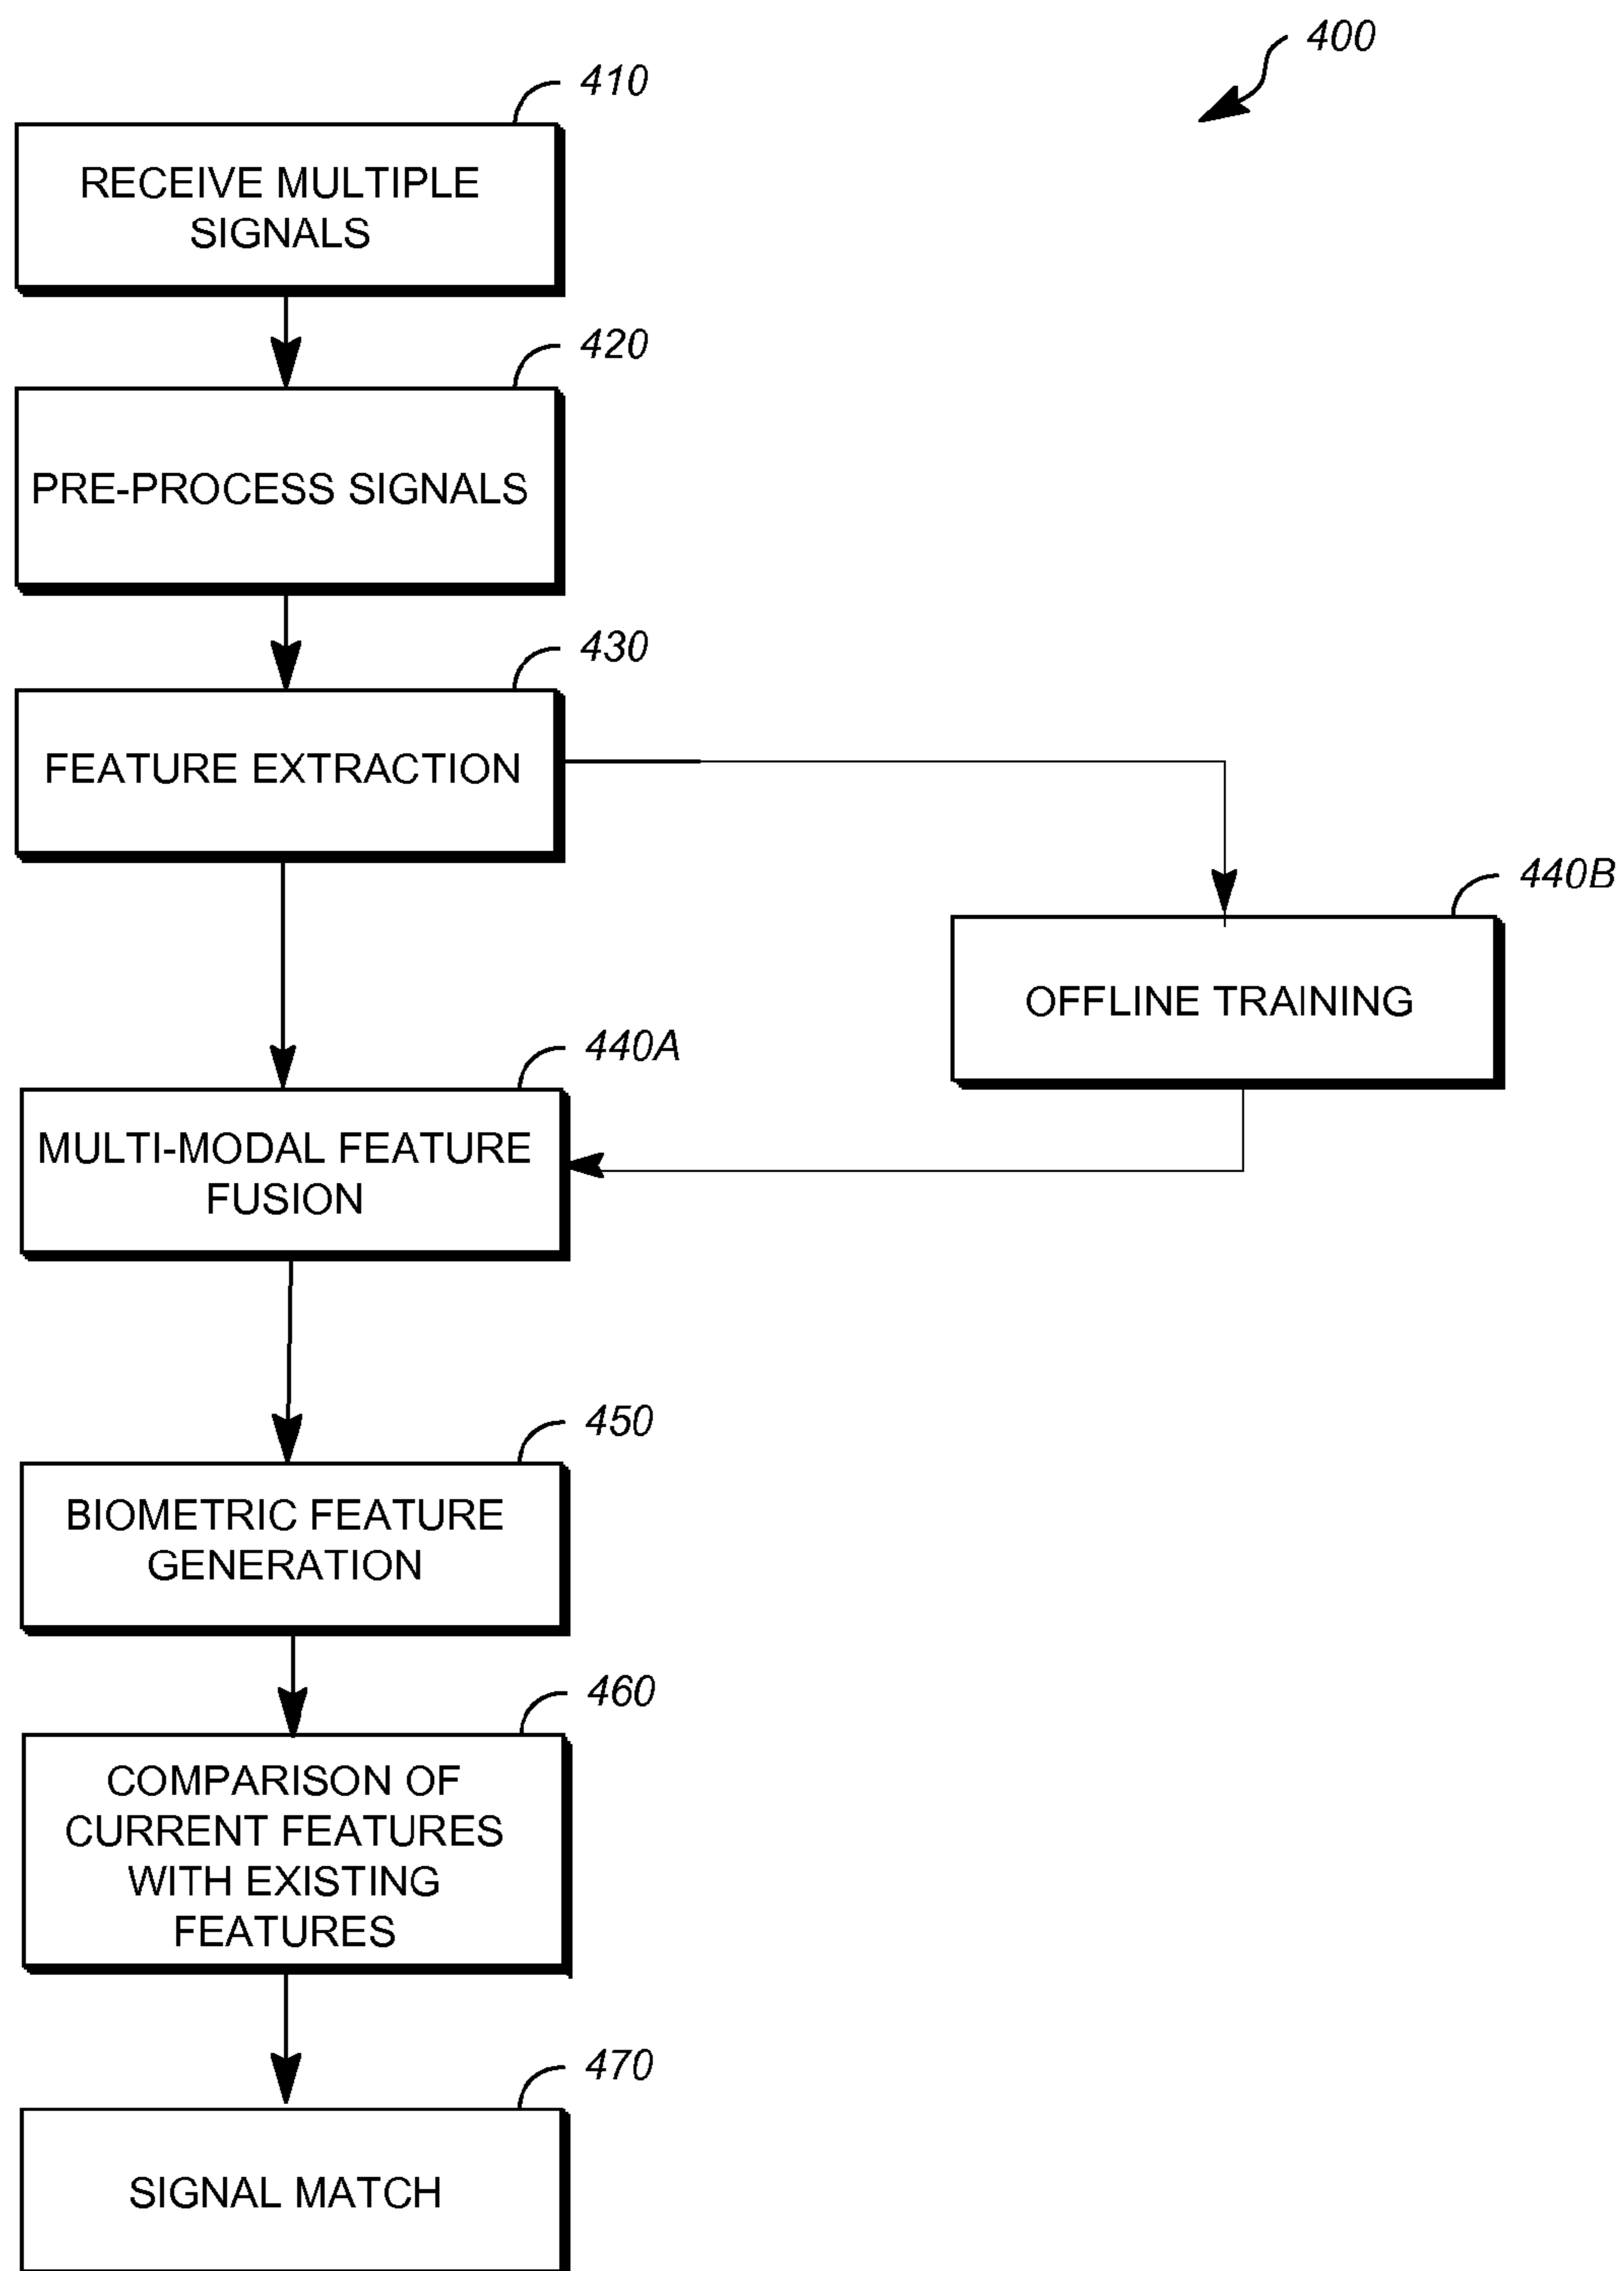 400
410
RECEIVE MULTIPLE
SIGNALS
420
PRE-PROCESS SIGNALS
430
FEATURE EXTRACTION
440B
OFFLINE TRAINING
440A
MULTI-MODAL FEATURE
FUSION
450
BIOMETRIC FEATURE
GENERATION
460
COMPARISON OF
CURRENT FEATURES
WITH EXISTING
FEATURES
470
SIGNAL MATCH